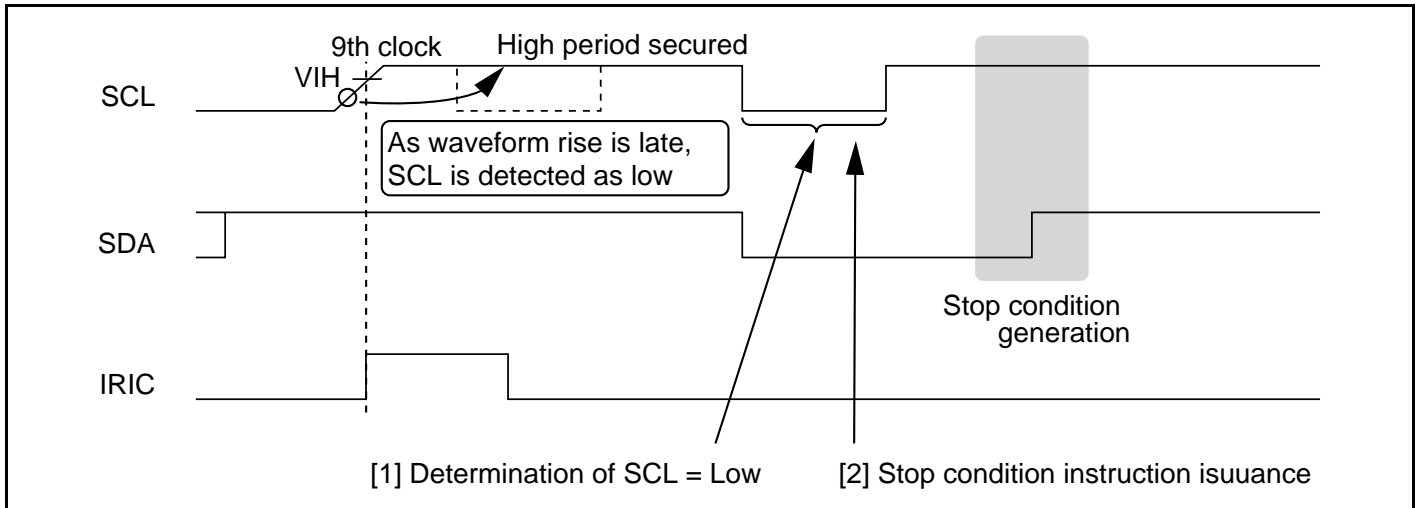 9th clock
High period secured
VIH
SCL
As waveform rise is late,
SCL is detected as low
SDA
Stop condition
generation
IRIC
[1] Determination of SCL = Low
[2] Stop condition instruction isuuance